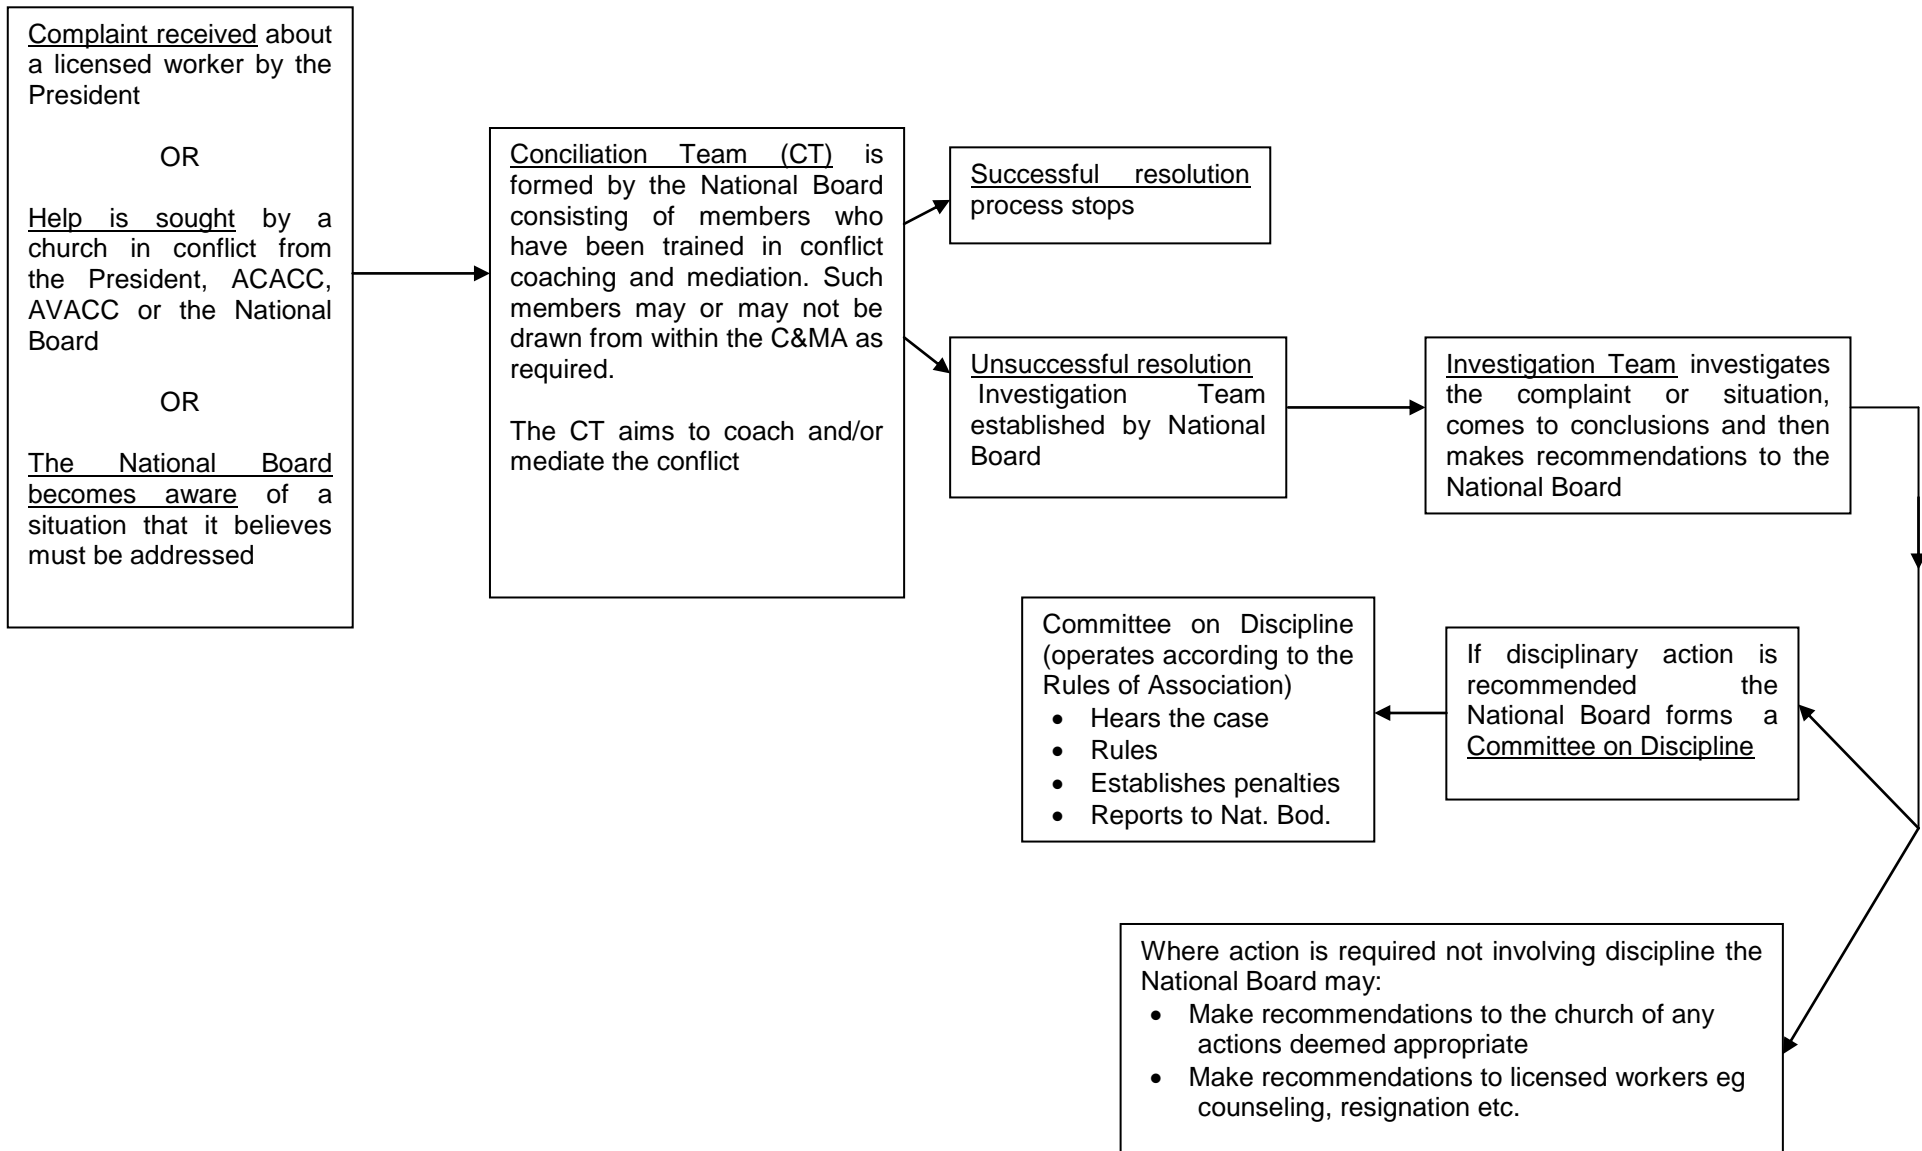 Complaint received about
a licensed worker by the
President
OR
Help is sought by a
church in conflict from
the President, ACACC,
AVACC or the National
Board
OR
The National Board
becomes aware of a
situation that it believes
must be addressed
Conciliation Team (CT) is
formed by the National Board
consisting of members who
have been trained in conflict
coaching and mediation. Such
members may or may not be
drawn from within the C&MA as
required.
The CT aims to coach and/or
mediate the conflict
Successful resolution
process stops
Unsuccessful resolution
Investigation Team
established by National
Board
Investigation Team investigates
the complaint or situation,
comes to conclusions and then
makes recommendations to the
National Board
If disciplinary action is
recommended the
National Board forms a
Committee on Discipline
Committee on Discipline
(operates according to the
Rules of Association)
• Hears the case
• Rules
• Establishes penalties
• Reports to Nat. Bod.
Where action is required not involving discipline the
National Board may:
• Make recommendations to the church of any
actions deemed appropriate
• Make recommendations to licensed workers eg
counseling, resignation etc.